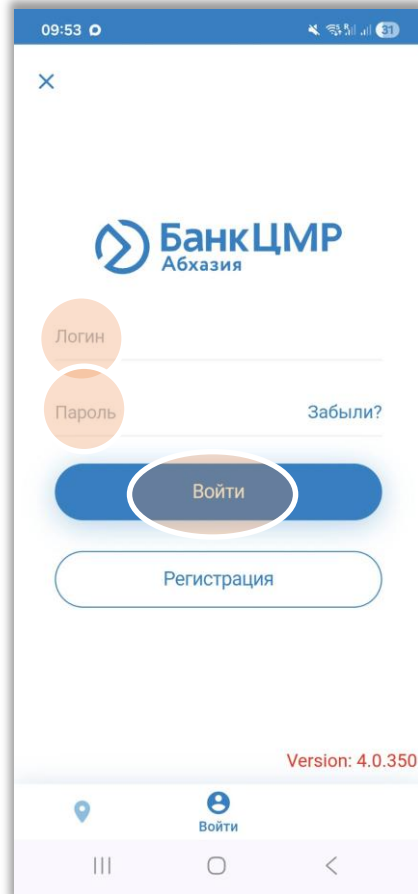 09:53
31
БанкЦМР
Абхазия
Логин
Пароль
Забыли?
Войти
Регистрация
Version: 4.0.350
Войти